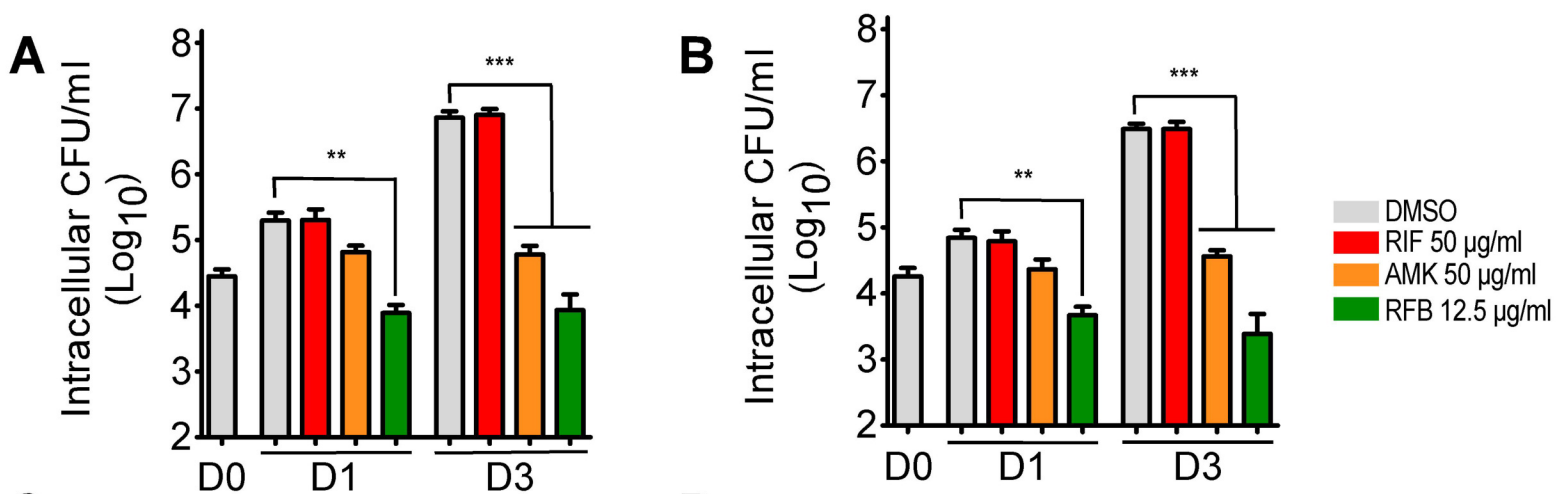 A
Intracellular CFU/ml
(Log10)
8
7
6
5
4
3
2
**
***
D0
D1
D3
B
Intracellular CFU/ml
(Log10)
8
7
6
5
4
3
2
**
***
D0
D1
D3
DMSO
RIF 50 µg/ml
AMK 50 µg/ml
RFB 12.5 µg/ml